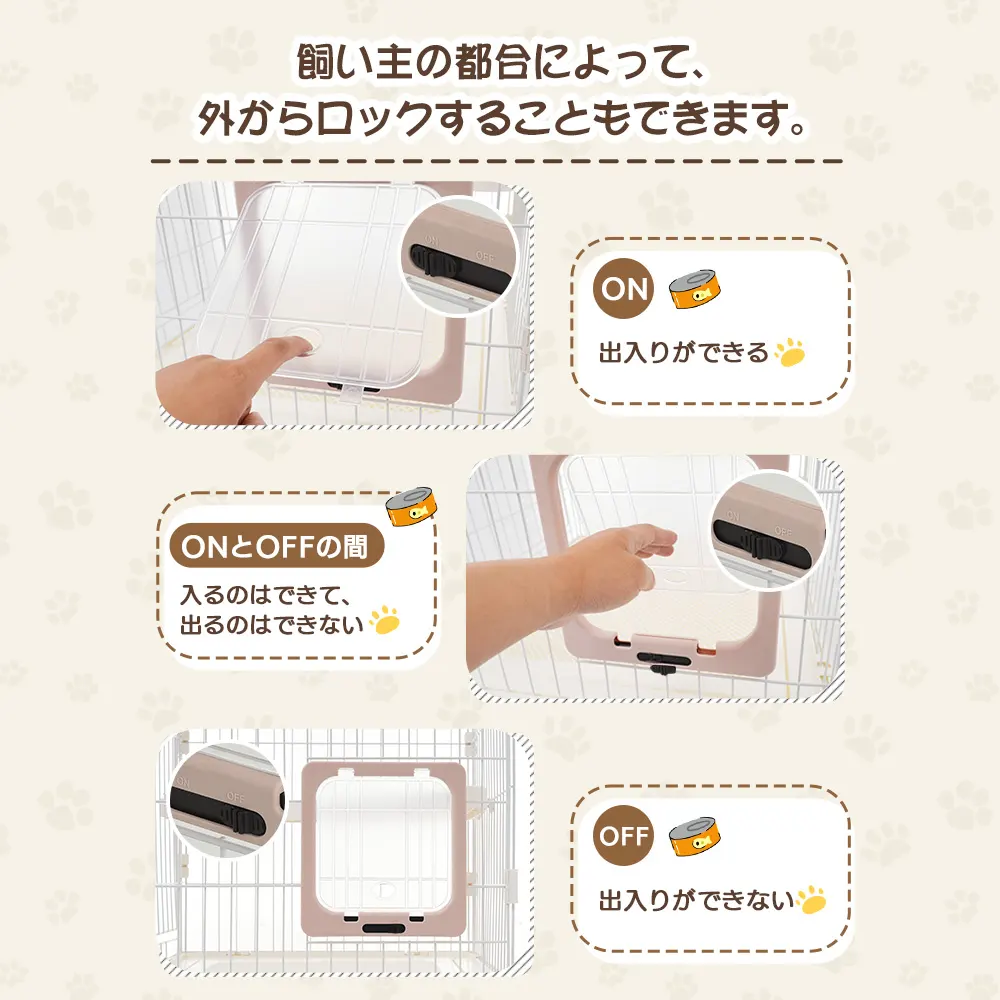 飼い主の都合によって、
外からロックすることもできます。
ON OFF
ON
出入りができる
ONとOFFの間
入るのはできて、
出るのはできない
ON OFF
ON OFF
OFF
出入りができない